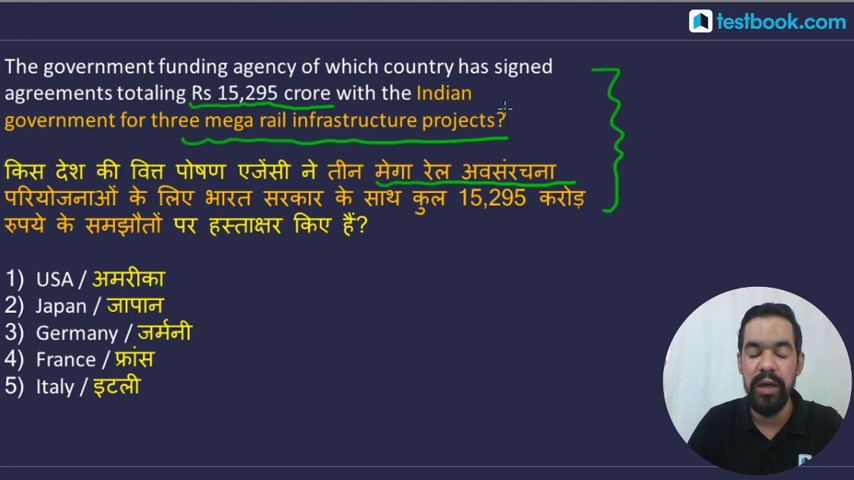 testbook.com
The government funding agency of which country has signed
agreements totaling Rs 15,295 crore with the Indian
government for three mega rail infrastructure projects?
किस देश की वित्त पोषण एजेंसी ने तीन मेगा रेल अवसंरचना
परियोजनाओं के लिए भारत सरकार के साथ कुल 15,295 करोड़
रुपये के समझौतों पर हस्ताक्षर किए हैं?
1) USA / अमरीका
2) Japan / जापान
3) Germany / जर्मनी
4) France / फ्रांस
5) Italy / इटली